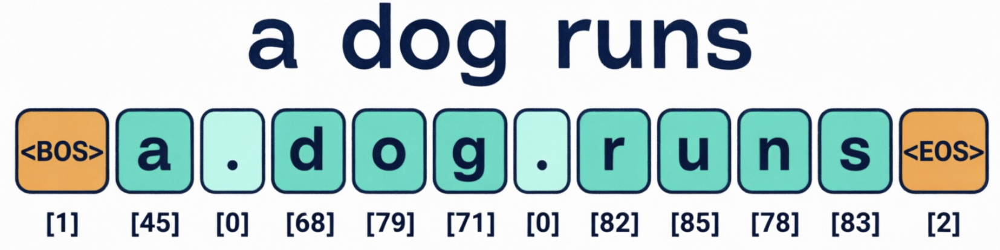 a dog runs
<BOS> a . d o g . r u n s <EOS>
[1] [45] [0] [68] [79] [71] [0] [82] [85] [78] [83] [2]